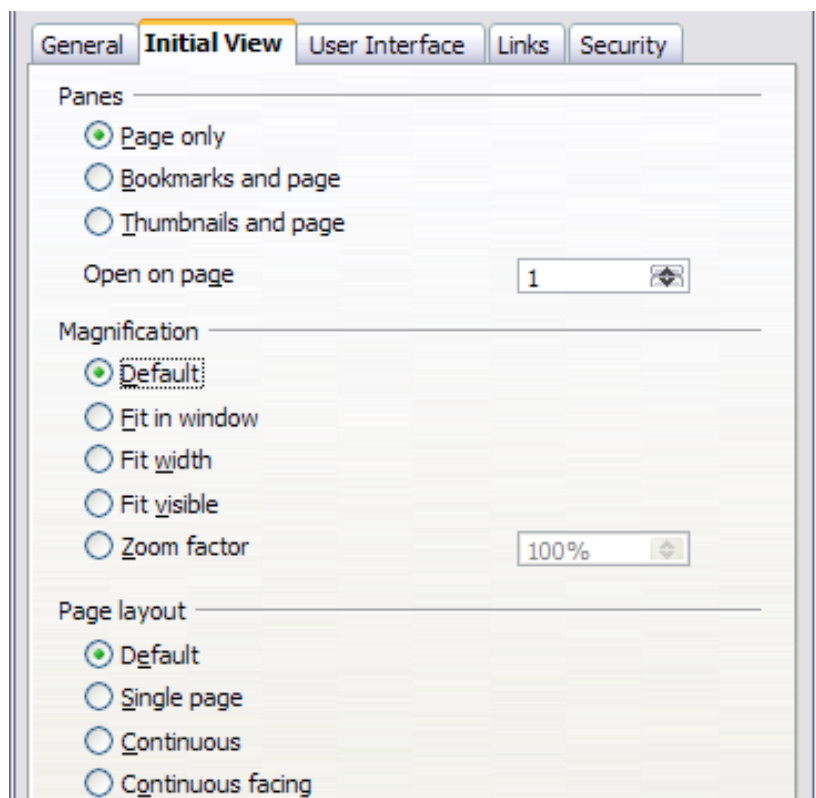 General Initial View User Interface Links Security
Panes
Page only
Bookmarks and page
Thumbnails and page
Open on page 1
Magnification
Default
Fit in window
Fit width
Fit visible
Zoom factor 100%
Page layout
Default
Single page
Continuous
Continuous facing